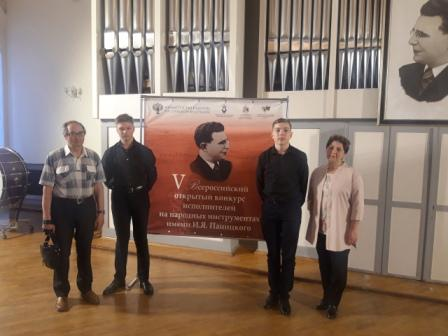 V Всероссийский
открытый конкурс
исполнителей
на народных инструментах
имени И.Я. Паницкого